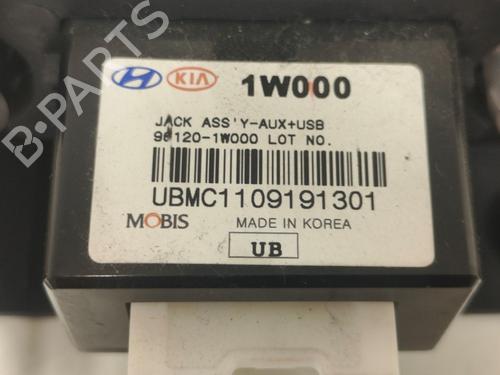 KIA 1W000
JACK ASS'Y-AUX+USB
96120-1W000 LOT NO.
UBMC1109191301
MOBIS MADE IN KOREA
UB
B-PARTS